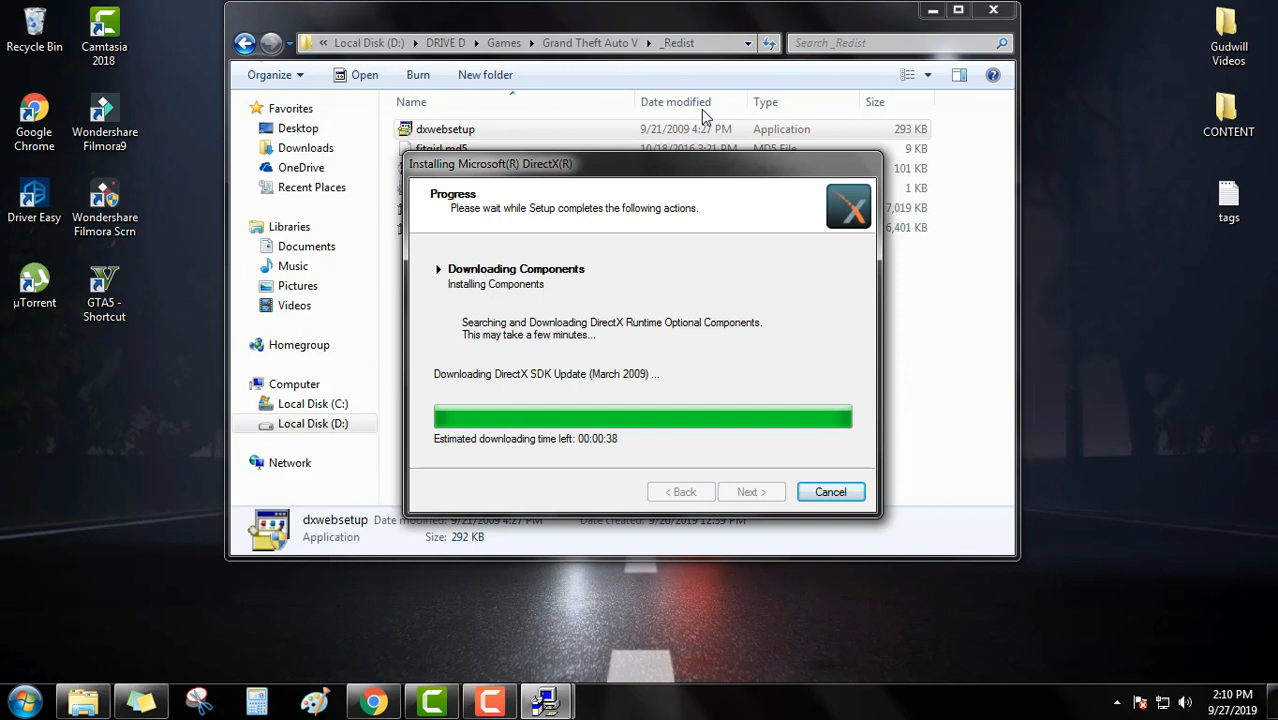 Recycle Bin
Camtasia 2018
Google Chrome
Wondershare Filmora9
Driver Easy
Wondershare Filmora Scrn
µTorrent
GTA5 - Shortcut
« Local Disk (D:) ▸ DRIVE D ▸ Games ▸ Grand Theft Auto V ▸ _Redist
Search _Redist
Organize Open Burn New folder
Name Date modified Type Size
Favorites
Desktop
Downloads
OneDrive
Recent Places
Libraries
Documents
Music
Pictures
Videos
Homegroup
Computer
Local Disk (C:)
Local Disk (D:)
Network
dxwebsetup 9/21/2009 4:27 PM Application 293 KB
fitgirl.md5 10/18/2016 3:21 PM MD5 File 9 KB
101 KB
1 KB
7,019 KB
6,401 KB
Installing Microsoft(R) DirectX(R)
Progress
Please wait while Setup completes the following actions.
Downloading Components
Installing Components
Searching and Downloading DirectX Runtime Optional Components.
This may take a few minutes...
Downloading DirectX SDK Update (March 2009) ...
Estimated downloading time left: 00:00:38
< Back Next > Cancel
dxwebsetup Date modified: 9/21/2009 4:27 PM Date created: 9/26/2019 12:59 PM
Application Size: 292 KB
Gudwill Videos
CONTENT
tags
2:10 PM
9/27/2019